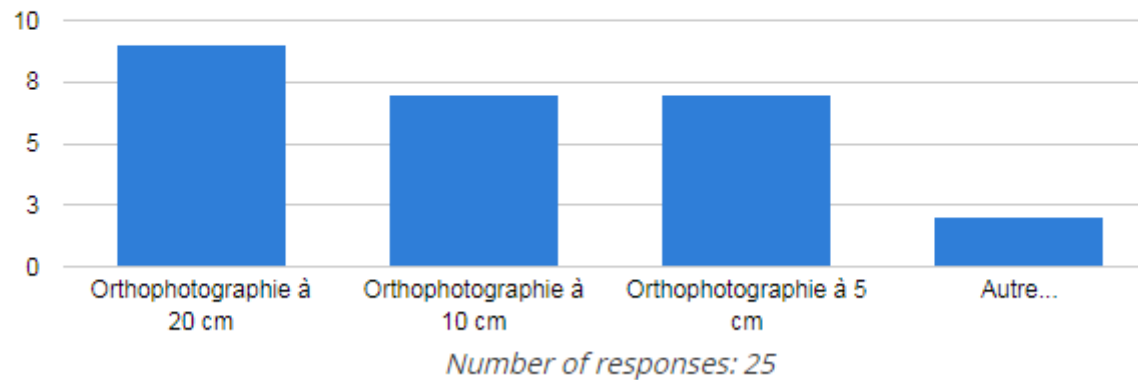 10
8
5
3
0
Orthophotographie à
20 cm
Orthophotographie à
10 cm
Orthophotographie à 5
cm
Autre...
Number of responses: 25